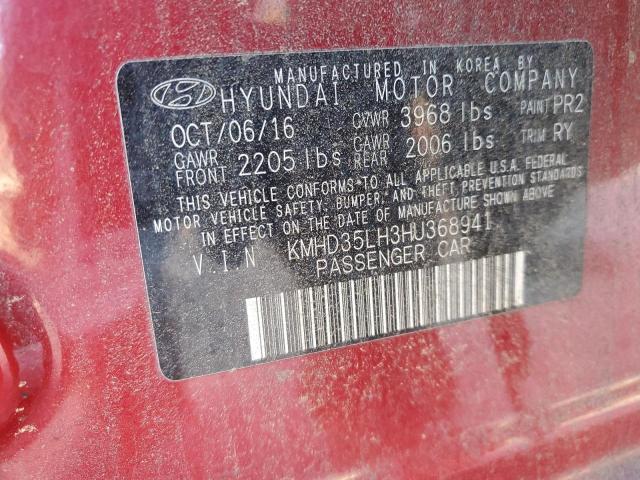 MANUFACTURED IN KOREA BY
HYUNDAI MOTOR COMPANY
OCT/06/16 GVWR 3968 lbs PAINT PR2
GAWR FRONT 2205 lbs GAWR REAR 2006 lbs TRIM RY
THIS VEHICLE CONFORMS TO ALL APPLICABLE U.S.A. FEDERAL
MOTOR VEHICLE SAFETY, BUMPER, AND THEFT PREVENTION STANDARDS
IN EFFECT ON THE DATE OF MANUFACTURE SHOWN ABOVE.
V I N KMHD35LH3HU368941
PASSENGER CAR